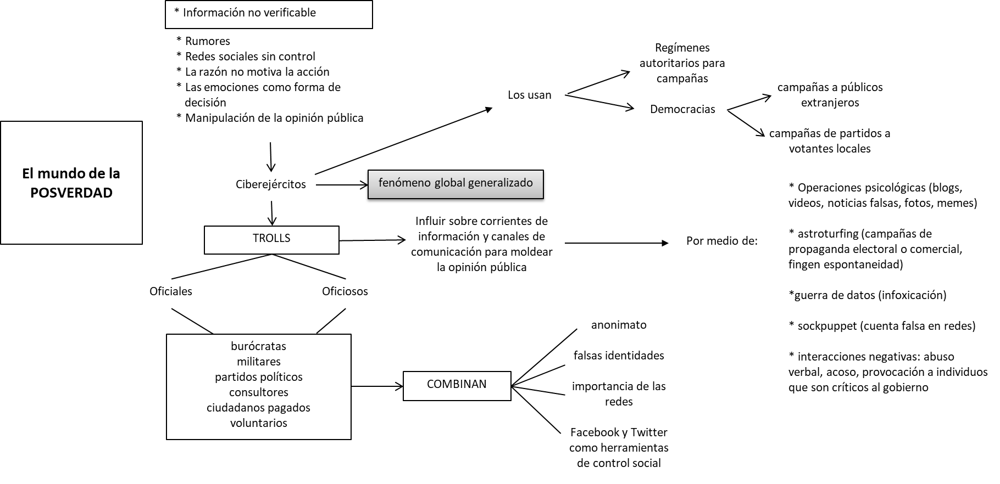 El mundo de la
POSVERDAD
* Información no verificable
* Rumores
* Redes sociales sin control
* La razón no motiva la acción
* Las emociones como forma de
decisión
* Manipulación de la opinión pública
Ciberejércitos
Los usan
Regímenes
autoritarios para
campañas
Democracias
campañas a públicos
extranjeros
campañas de partidos a
votantes locales
fenómeno global generalizado
TROLLS
Influir sobre corrientes de
información y canales de
comunicación para moldear
la opinión pública
Por medio de:
* Operaciones psicológicas (blogs,
videos, noticias falsas, fotos, memes)
* astroturfing (campañas de
propaganda electoral o comercial,
fingen espontaneidad)
*guerra de datos (infoxicación)
* sockpuppet (cuenta falsa en redes)
* interacciones negativas: abuso
verbal, acoso, provocación a individuos
que son críticos al gobierno
Oficiales
Oficiosos
burócratas
militares
partidos políticos
consultores
ciudadanos pagados
voluntarios
COMBINAN
anonimato
falsas identidades
importancia de las
redes
Facebook y Twitter
como herramientas
de control social